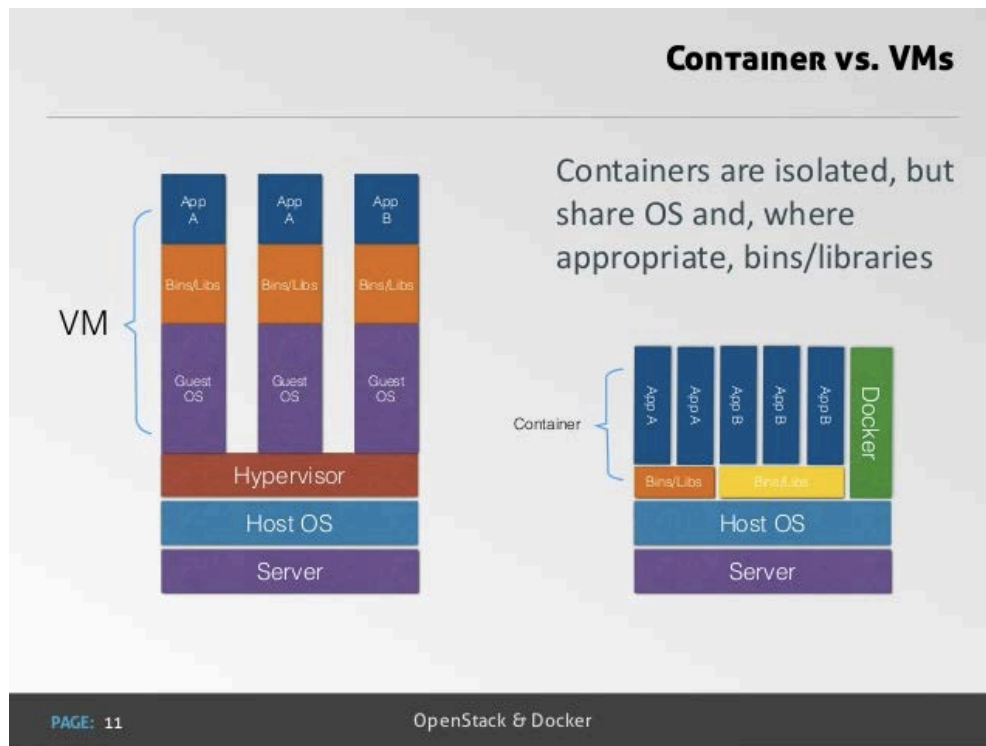 Container vs. VMs
Containers are isolated, but
share OS and, where
appropriate, bins/libraries
VM
App
A
App
A
App
B
Bins/Libs
Bins/Libs
Bins/Libs
Guest
OS
Guest
OS
Guest
OS
Hypervisor
Host OS
Server
Container
App A
App A
App B
App B
App B
Docker
Bins/Libs
Bins/Libs
Host OS
Server
PAGE: 11
OpenStack & Docker